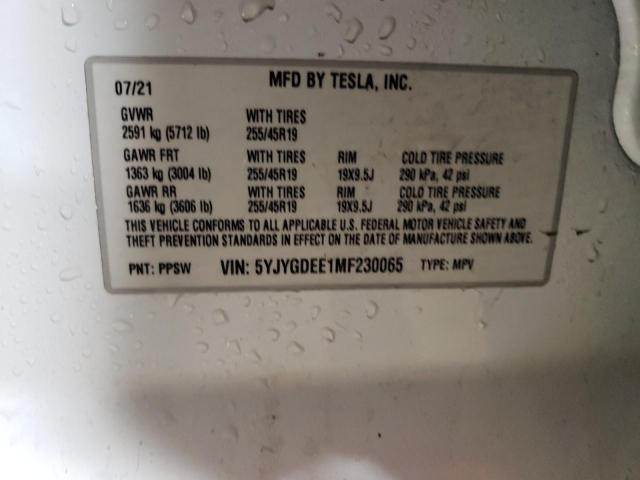 07/21 MFD BY TESLA, INC.
GVWR WITH TIRES
2591 kg (5712 lb) 255/45R19
GAWR FRT WITH TIRES RIM COLD TIRE PRESSURE
1363 kg (3004 lb) 255/45R19 19X9.5J 290 kPa, 42 psi
GAWR RR WITH TIRES RIM COLD TIRE PRESSURE
1636 kg (3606 lb) 255/45R19 19X9.5J 290 kPa, 42 psi
THIS VEHICLE CONFORMS TO ALL APPLICABLE U.S. FEDERAL MOTOR VEHICLE SAFETY AND
THEFT PREVENTION STANDARDS IN EFFECT ON THE DATE OF MANUFACTURE SHOWN ABOVE.
PNT: PPSW VIN: 5YJYGDEE1MF230065 TYPE: MPV